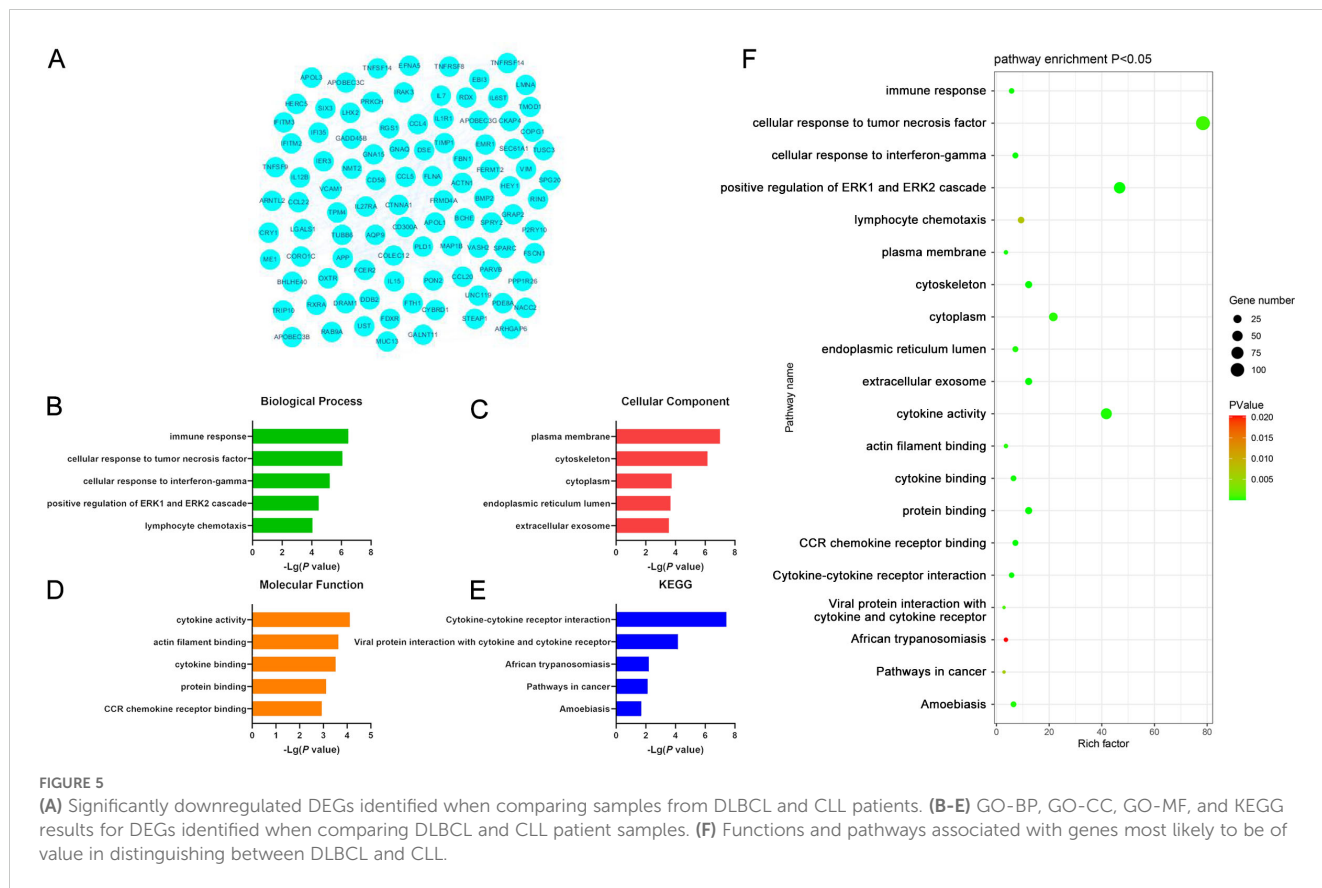 A
TNFSF14
EFNA5
TNFRSF8
TNFRSF14
APOL3
APOBEC3C
EBI3
LMNA
IRAK3
HERC5
SIX3
LHX2
PRKCH
IL7
RDX
IL6ST
TMOD1
IFITM3
IFI35
RGS1
CCL4
IL1R1
APOBEC3G
CKAP4
COPG1
IFITM2
GADD45B
TIMP1
EMR1
SEC61A1
TUSC3
IER3
GNA15
GNAQ
DSE
FBN1
TNFSF9
NMT2
FERMT2
VIM
IL12B
CD58
CCL5
FLNA
ACTN1
SPG20
VCAM1
HEY1
ARNTL2
CCL22
IL27RA
CTNNA1
FRMD4A
BMP2
RIN3
TPM4
GRAP2
CRY1
LGALS1
CD300A
APOL1
BCHE
SPRY2
P2RY10
TUBB6
AQP9
PLD1
MAP1B
VASH2
SPARC
FSCN1
ME1
CORO1C
APP
COLEC12
FCER2
PARVB
BHLHE40
OXTR
IL15
PON2
CCL20
PPP1R26
UNC119
TRIP10
RXRA
DRAM1
DDB2
FTH1
CYBRD1
PDE8A
NACC2
STEAP1
APOBEC3B
RAB9A
UST
FDXR
ARHGAP6
MUC13
GALNT11
B
Biological Process
immune response
cellular response to tumor necrosis factor
cellular response to interferon-gamma
positive regulation of ERK1 and ERK2 cascade
lymphocyte chemotaxis
0 2 4 6 8
-Lg(P value)
C
Cellular Component
plasma membrane
cytoskeleton
cytoplasm
endoplasmic reticulum lumen
extracellular exosome
0 2 4 6 8
-Lg(P value)
D
Molecular Function
cytokine activity
actin filament binding
cytokine binding
protein binding
CCR chemokine receptor binding
0 1 2 3 4 5
-Lg(P value)
E
KEGG
Cytokine-cytokine receptor interaction
Viral protein interaction with cytokine and cytokine receptor
African trypanosomiasis
Pathways in cancer
Amoebiasis
0 2 4 6 8
-Lg(P value)
F
pathway enrichment P<0.05
Pathway name
immune response
cellular response to tumor necrosis factor
cellular response to interferon-gamma
positive regulation of ERK1 and ERK2 cascade
lymphocyte chemotaxis
plasma membrane
cytoskeleton
cytoplasm
endoplasmic reticulum lumen
extracellular exosome
cytokine activity
actin filament binding
cytokine binding
protein binding
CCR chemokine receptor binding
Cytokine-cytokine receptor interaction
Viral protein interaction with
cytokine and cytokine receptor
African trypanosomiasis
Pathways in cancer
Amoebiasis
0 20 40 60 80
Rich factor
Gene number
25
50
75
100
PValue
0.020
0.015
0.010
0.005
FIGURE 5
(A) Significantly downregulated DEGs identified when comparing samples from DLBCL and CLL patients. (B-E) GO-BP, GO-CC, GO-MF, and KEGG
results for DEGs identified when comparing DLBCL and CLL patient samples. (F) Functions and pathways associated with genes most likely to be of
value in distinguishing between DLBCL and CLL.